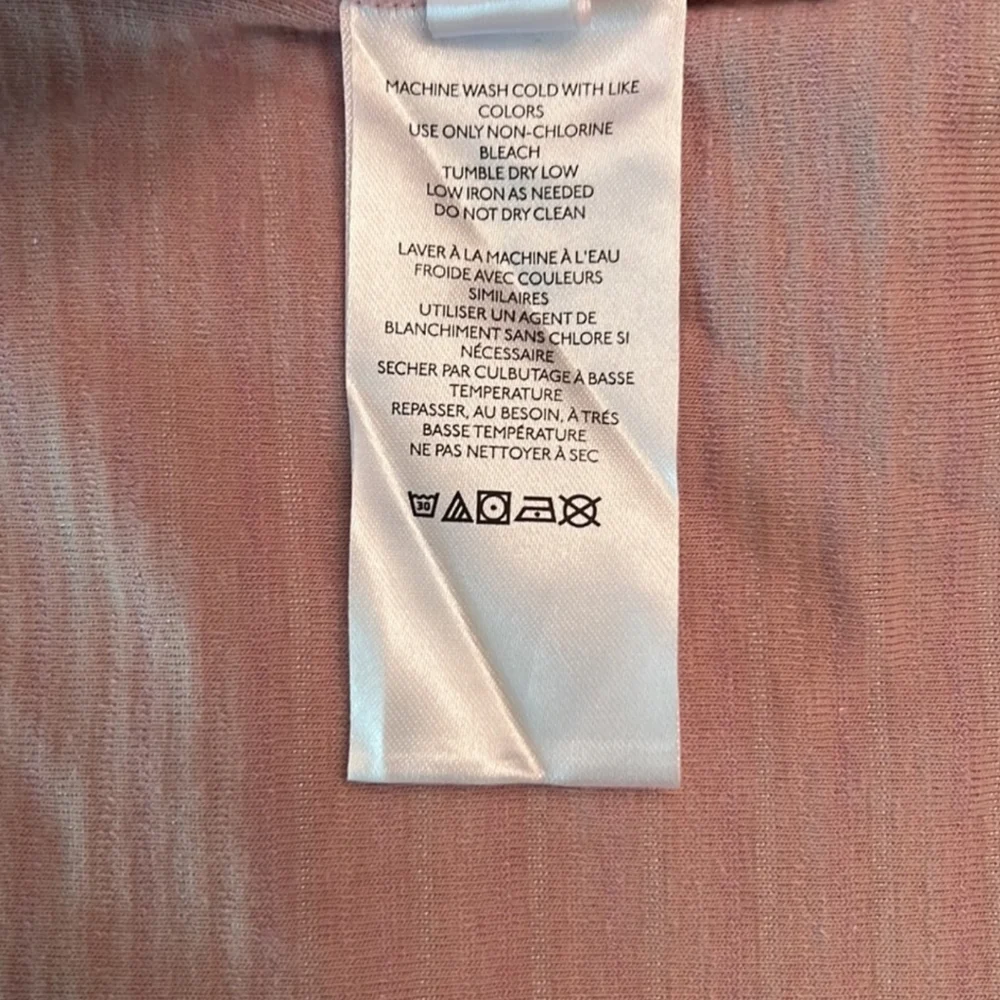 MACHINE WASH COLD WITH LIKE
COLORS
USE ONLY NON-CHLORINE
BLEACH
TUMBLE DRY LOW
LOW IRON AS NEEDED
DO NOT DRY CLEAN
LAVER À LA MACHINE À L'EAU
FROIDE AVEC COULEURS
SIMILAIRES
UTILISER UN AGENT DE
BLANCHIMENT SANS CHLORE SI
NÉCESSAIRE
SECHER PAR CULBUTAGE À BASSE
TEMPERATURE
REPASSER, AU BESOIN, À TRÉS
BASSE TEMPÉRATURE
NE PAS NETTOYER À SEC
30